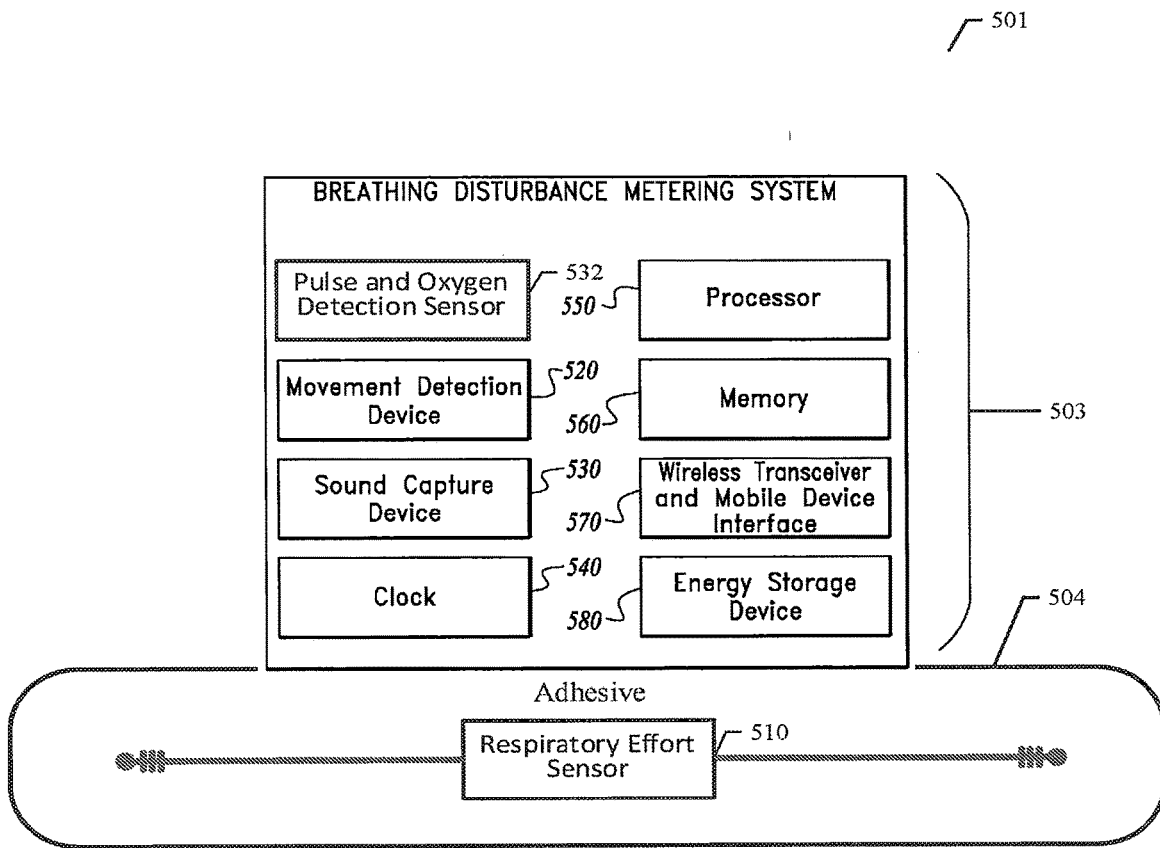 501
BREATHING DISTURBANCE METERING SYSTEM
Pulse and Oxygen
Detection Sensor
532
550
Processor
Movement Detection
Device
520
560
Memory
503
Sound Capture
Device
530
570
Wireless Transceiver
and Mobile Device
Interface
Clock
540
580
Energy Storage
Device
504
Adhesive
Respiratory Effort
Sensor
510